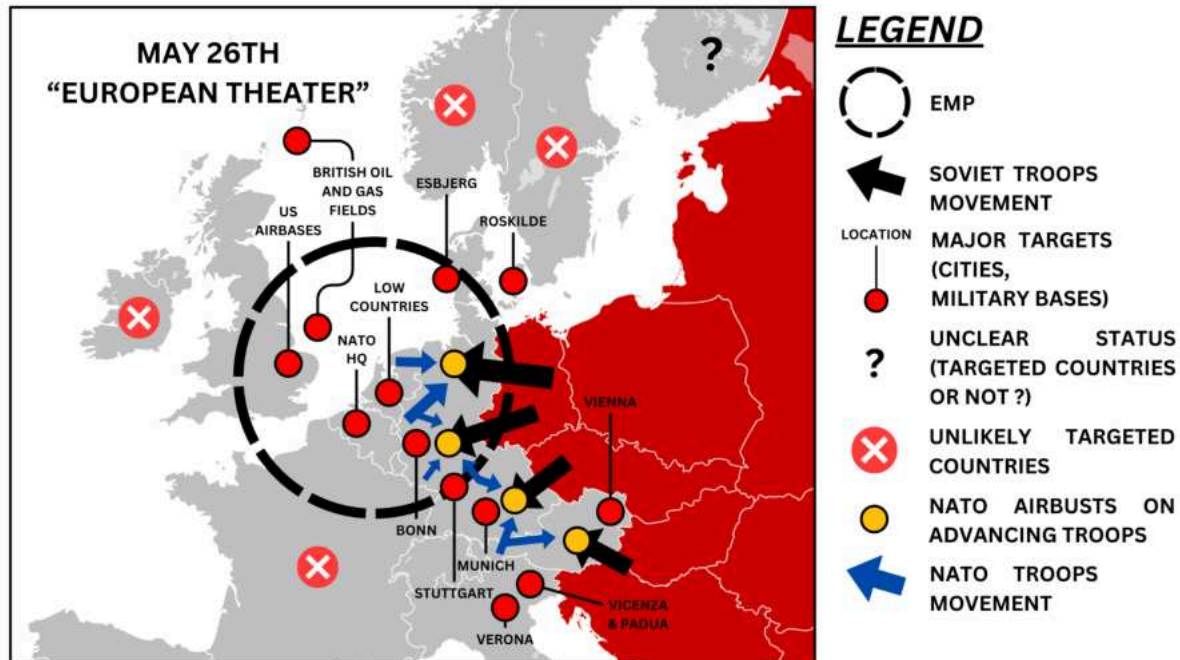 MAY 26TH
“EUROPEAN THEATER”
?
BRITISH OIL
AND GAS
FIELDS
US
AIRBASES
ESBJERG
ROSKILDE
LOW
COUNTRIES
NATO
HQ
VIENNA
BONN
MUNICH
STUTTGART
VICENZA
& PADUA
VERONA
LEGEND
EMP
SOVIET TROOPS
MOVEMENT
LOCATION
MAJOR TARGETS
(CITIES,
MILITARY BASES)
?
UNCLEAR STATUS
(TARGETED COUNTRIES
OR NOT ?)
UNLIKELY TARGETED
COUNTRIES
NATO AIRBUSTS ON
ADVANCING TROOPS
NATO TROOPS
MOVEMENT